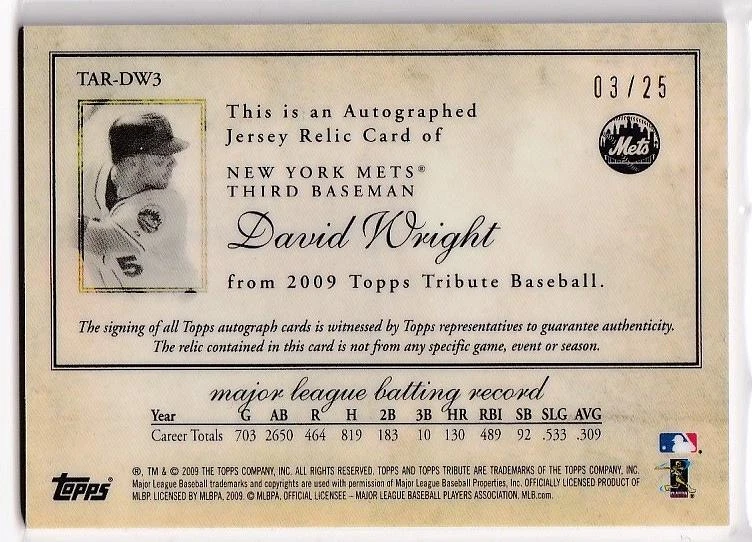 TAR-DW3
03/25
This is an Autographed
Jersey Relic Card of
NEW YORK METS®
THIRD BASEMAN
David Wright
from 2009 Topps Tribute Baseball.
Mets
5
The signing of all Topps autograph cards is witnessed by Topps representatives to guarantee authenticity.
The relic contained in this card is not from any specific game, event or season.
major league batting record
Year G AB R H 2B 3B HR RBI SB SLG AVG
Career Totals 703 2650 464 819 183 10 130 489 92 .533 .309
®, TM & © 2009 THE TOPPS COMPANY, INC. ALL RIGHTS RESERVED. TOPPS AND TOPPS TRIBUTE ARE TRADEMARKS OF THE TOPPS COMPANY, INC.
Major League Baseball trademarks and copyrights are used with permission of Major League Baseball Properties, Inc. OFFICIALLY LICENSED PRODUCT OF
MLBP. LICENSED BY MLBPA, 2009. © MLBPA, OFFICIAL LICENSEE – MAJOR LEAGUE BASEBALL PLAYERS ASSOCIATION. MLB.com.
topps®